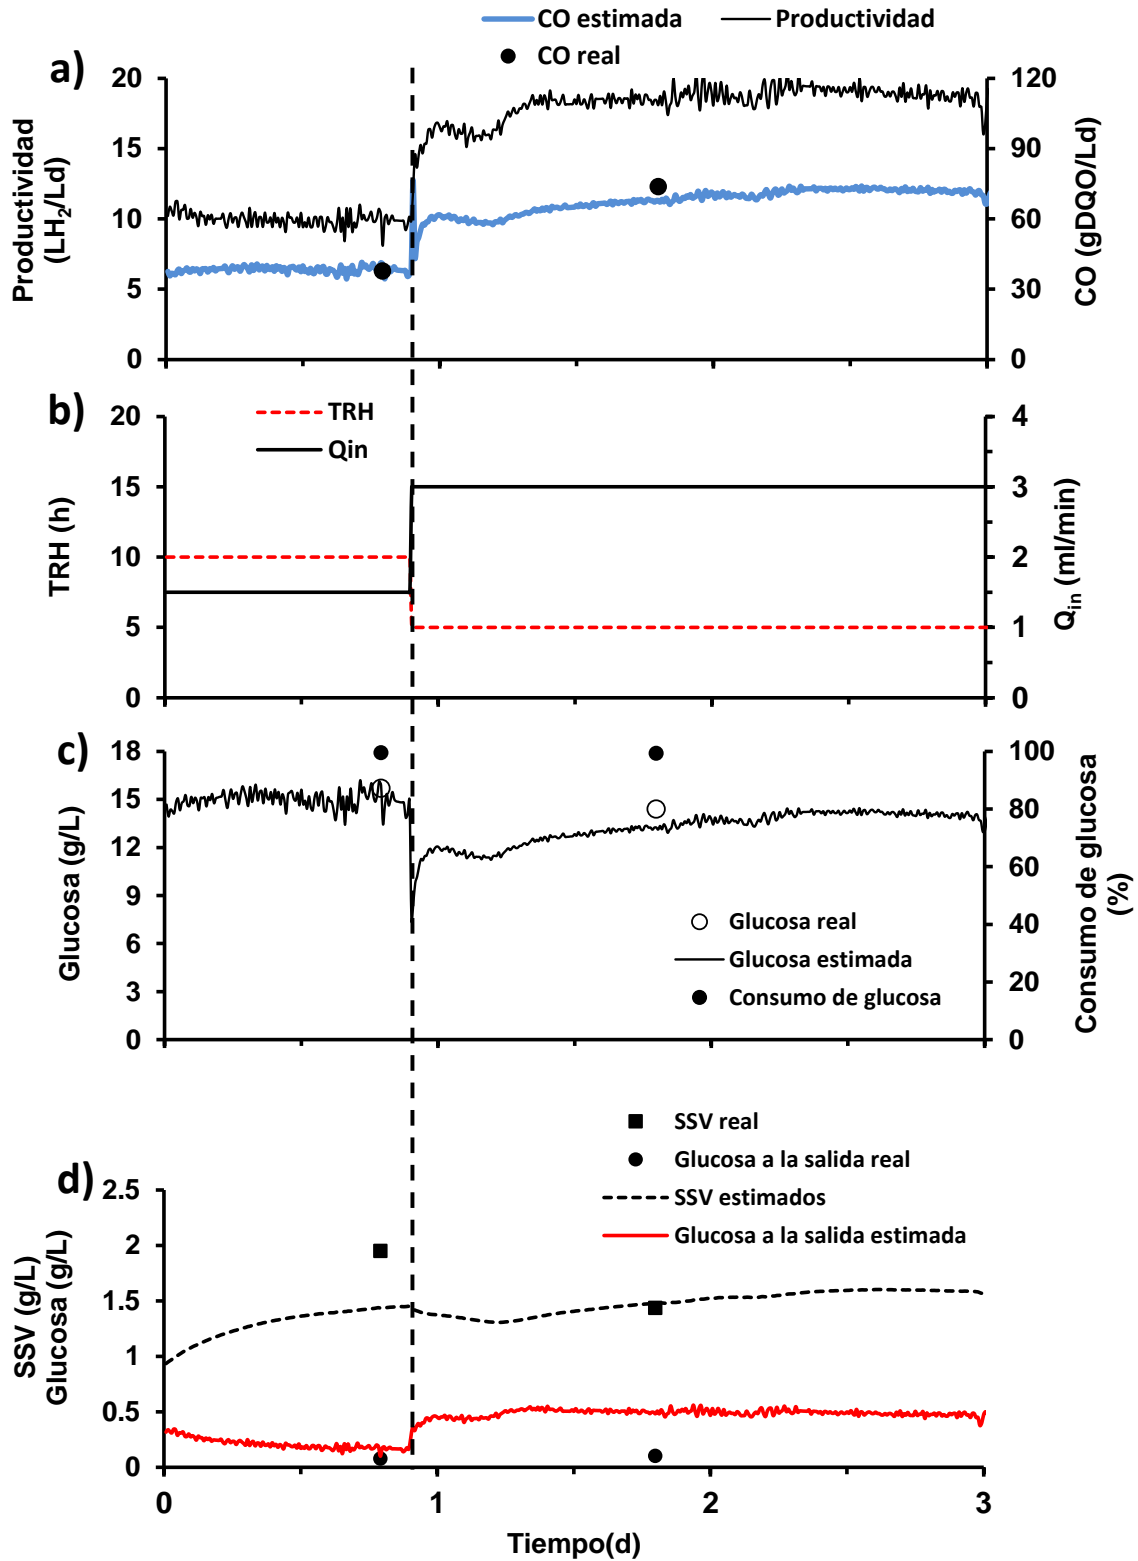 CO estimada
Productividad
CO real
a)
20
15
10
5
0
Productividad
(LH₂/Ld)
120
90
60
30
0
CO (gDQO/Ld)
b)
TRH
Qin
20
15
10
5
0
TRH (h)
4
3
2
1
0
Qin (ml/min)
c)
18
15
12
9
6
3
0
Glucosa (g/L)
100
80
60
40
20
0
Consumo de glucosa
(%)
Glucosa real
Glucosa estimada
Consumo de glucosa
SSV real
Glucosa a la salida real
SSV estimados
Glucosa a la salida estimada
d)
2.5
2
1.5
1
0.5
0
SSV (g/L)
Glucosa (g/L)
0 1 2 3
Tiempo(d)